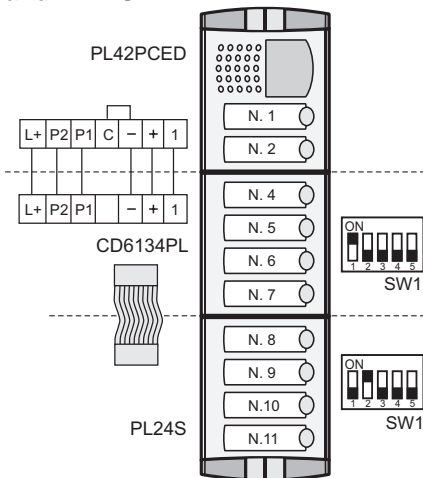 PL42PCED
N. 1
N. 2
L+ P2 P1 C − + 1
L+ P2 P1 − + 1
N. 4
N. 5
N. 6
N. 7
ON
1 2 3 4 5
SW1
CD6134PL
N. 8
N. 9
N.10
N.11
ON
1 2 3 4 5
SW1
PL24S